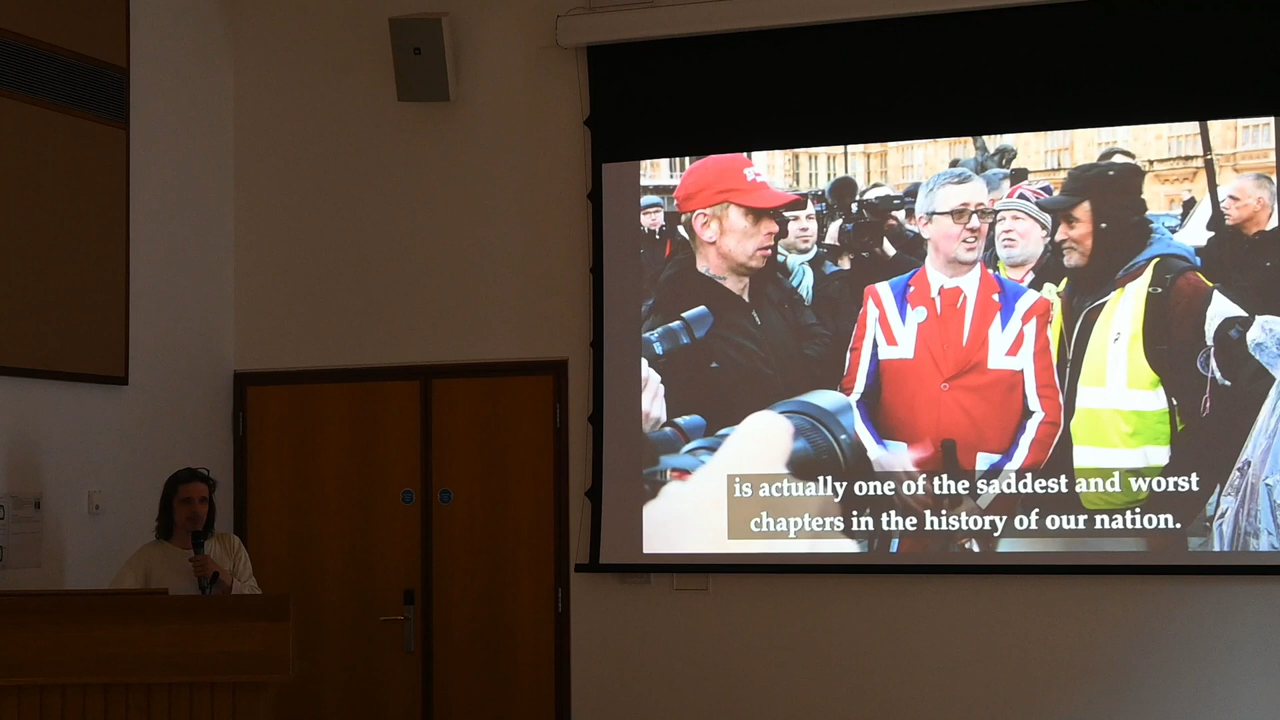 is actually one of the saddest and worst
chapters in the history of our nation.